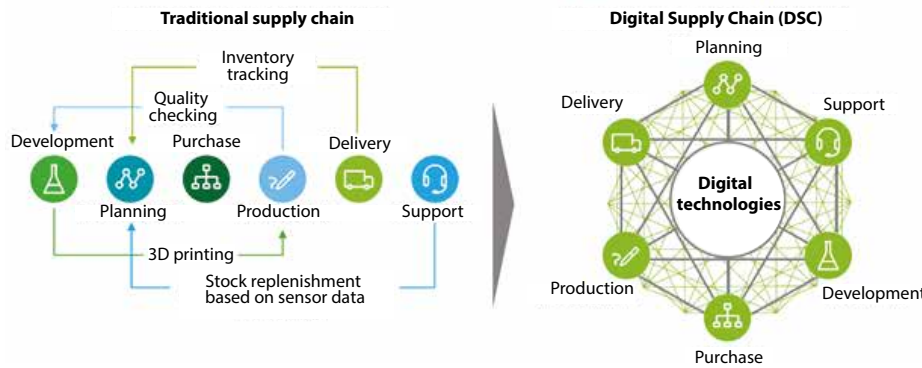 Traditional supply chain
Inventory
tracking
Quality
checking
Development
Purchase
Delivery
Planning
Production
Support
3D printing
Stock replenishment
based on sensor data
Digital Supply Chain (DSC)
Planning
Delivery
Support
Digital
technologies
Production
Development
Purchase